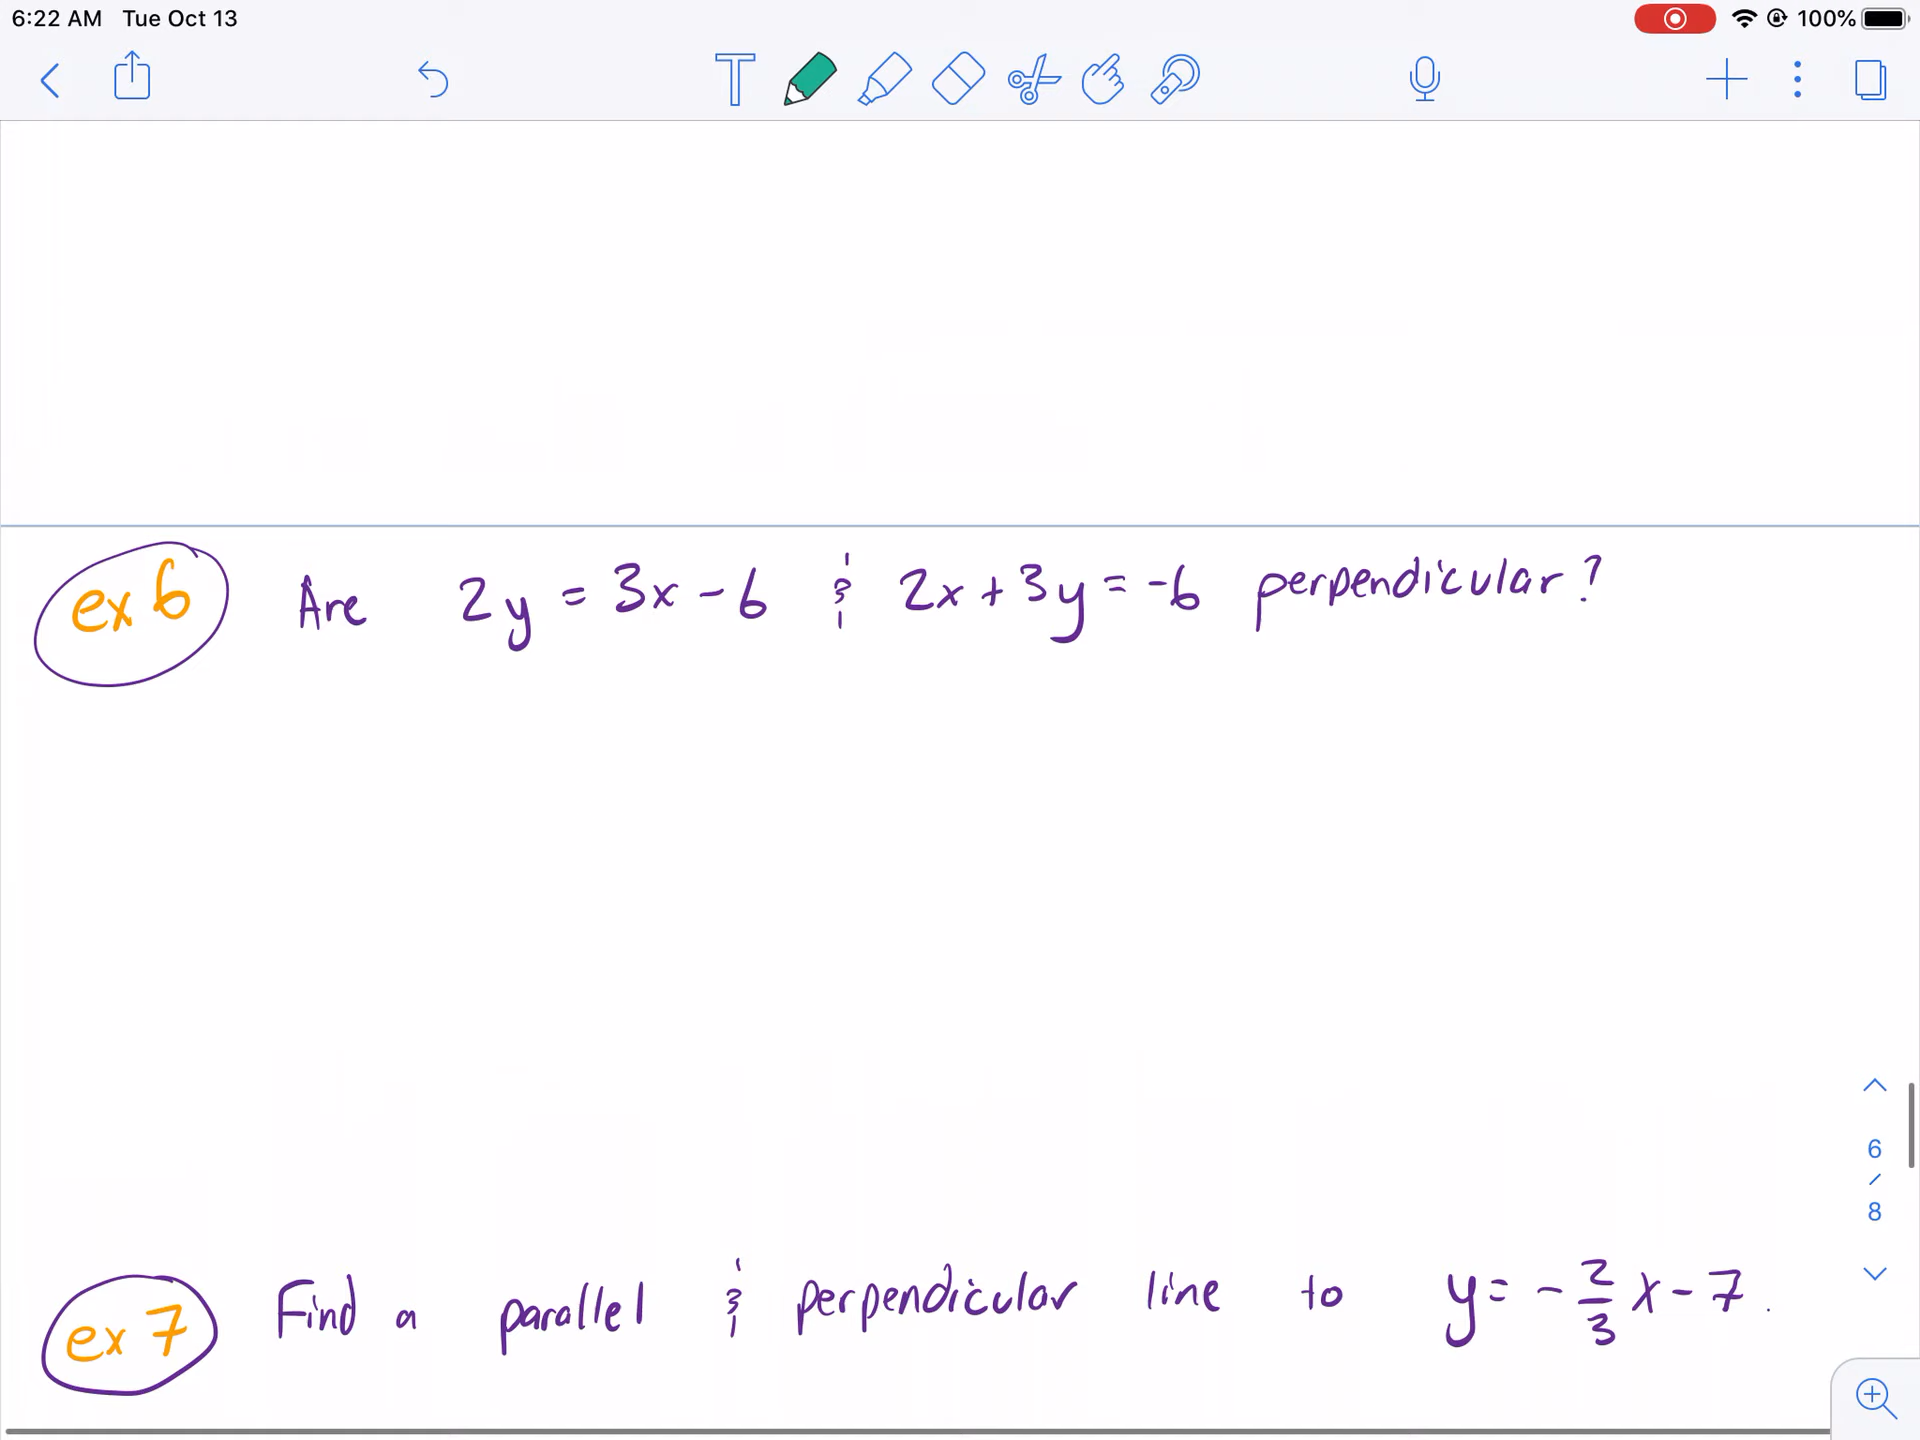 6:22 AM Tue Oct 13 100%
T
ex 6 Are 2y = 3x - 6 & 2x + 3y = -6 perpendicular?
6
/
8
ex 7 Find a parallel & perpendicular line to y = - 2/3 x - 7.